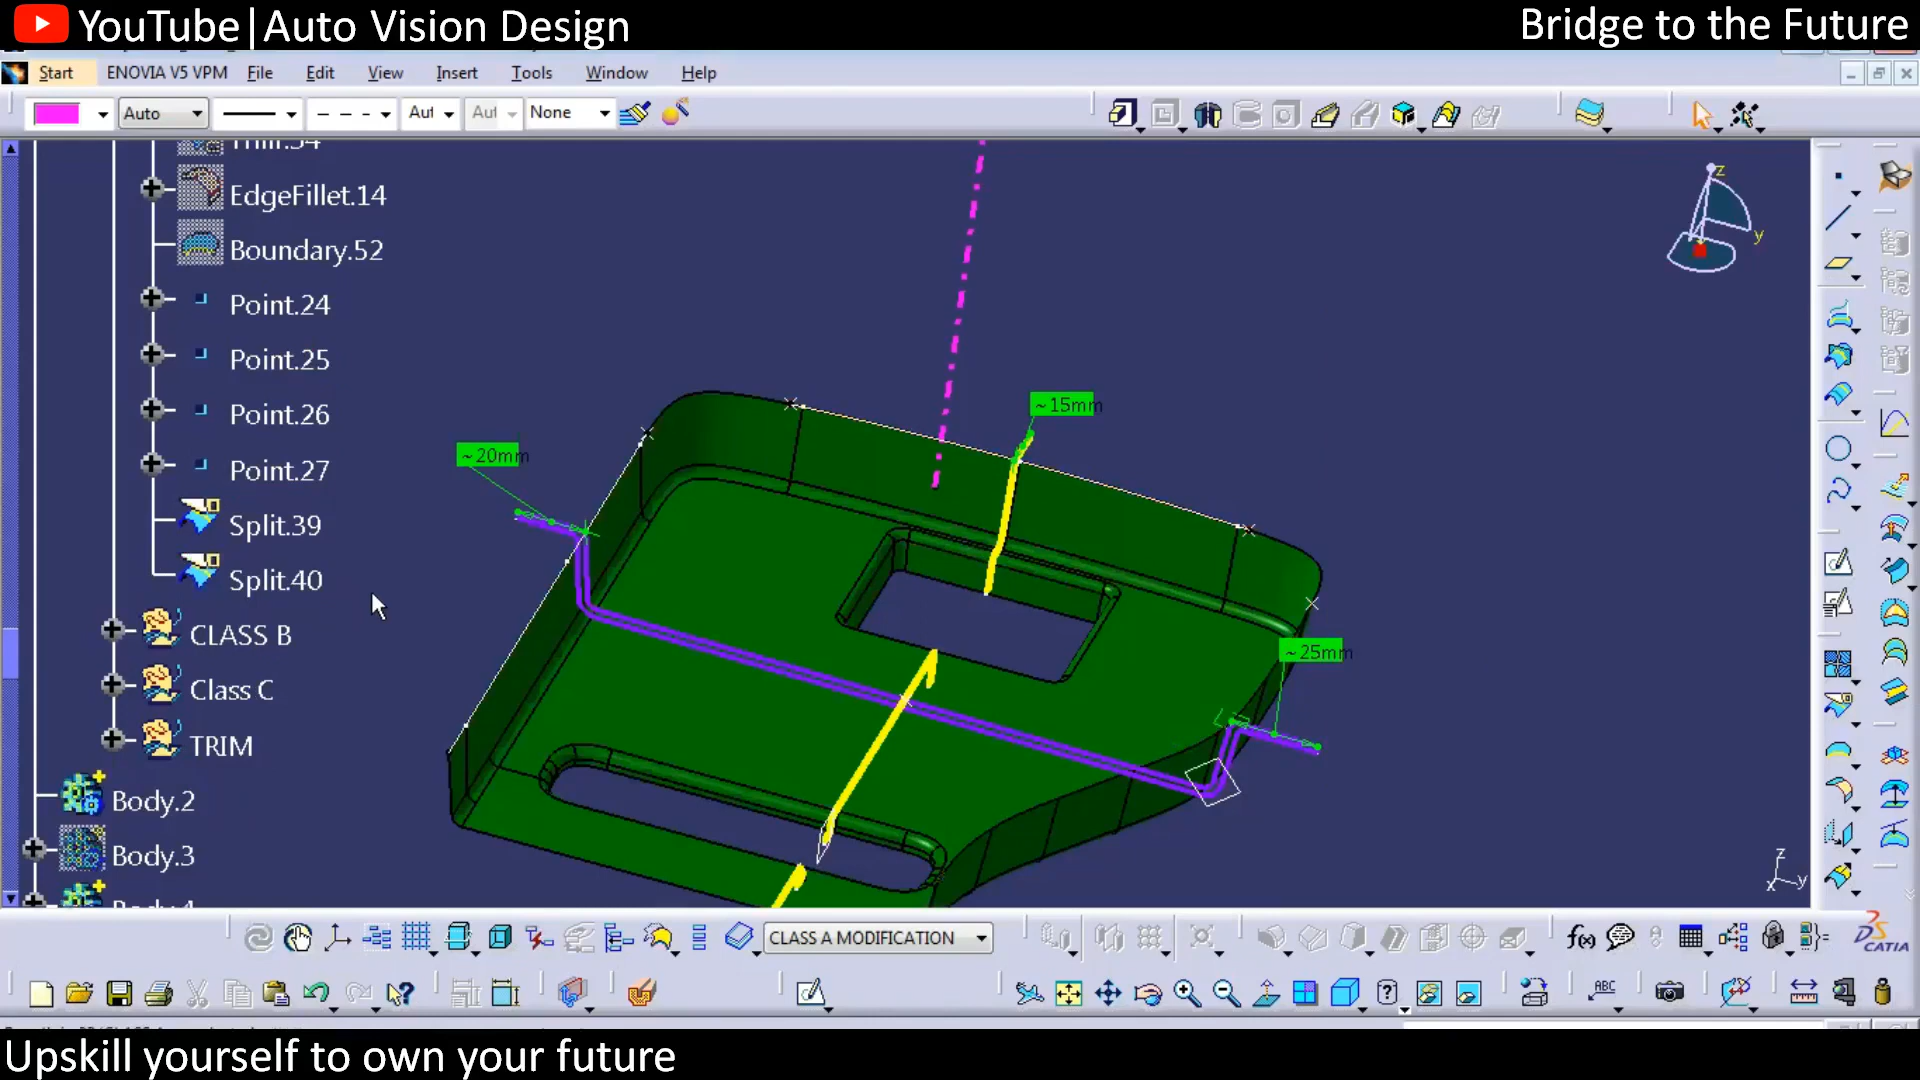 YouTube|Auto Vision Design
Bridge to the Future
Start ENOVIA V5 VPM File Edit View Insert Tools Window Help
Auto Aut Aut None
EdgeFillet.14
Boundary.52
Point.24
Point.25
Point.26
Point.27
Split.39
Split.40
CLASS B
Class C
TRIM
Body.2
Body.3
~15mm
~20mm
~25mm
z
y
z
x y
CLASS A MODIFICATION
f(x)
CATIA
ABC
Upskill yourself to own your future